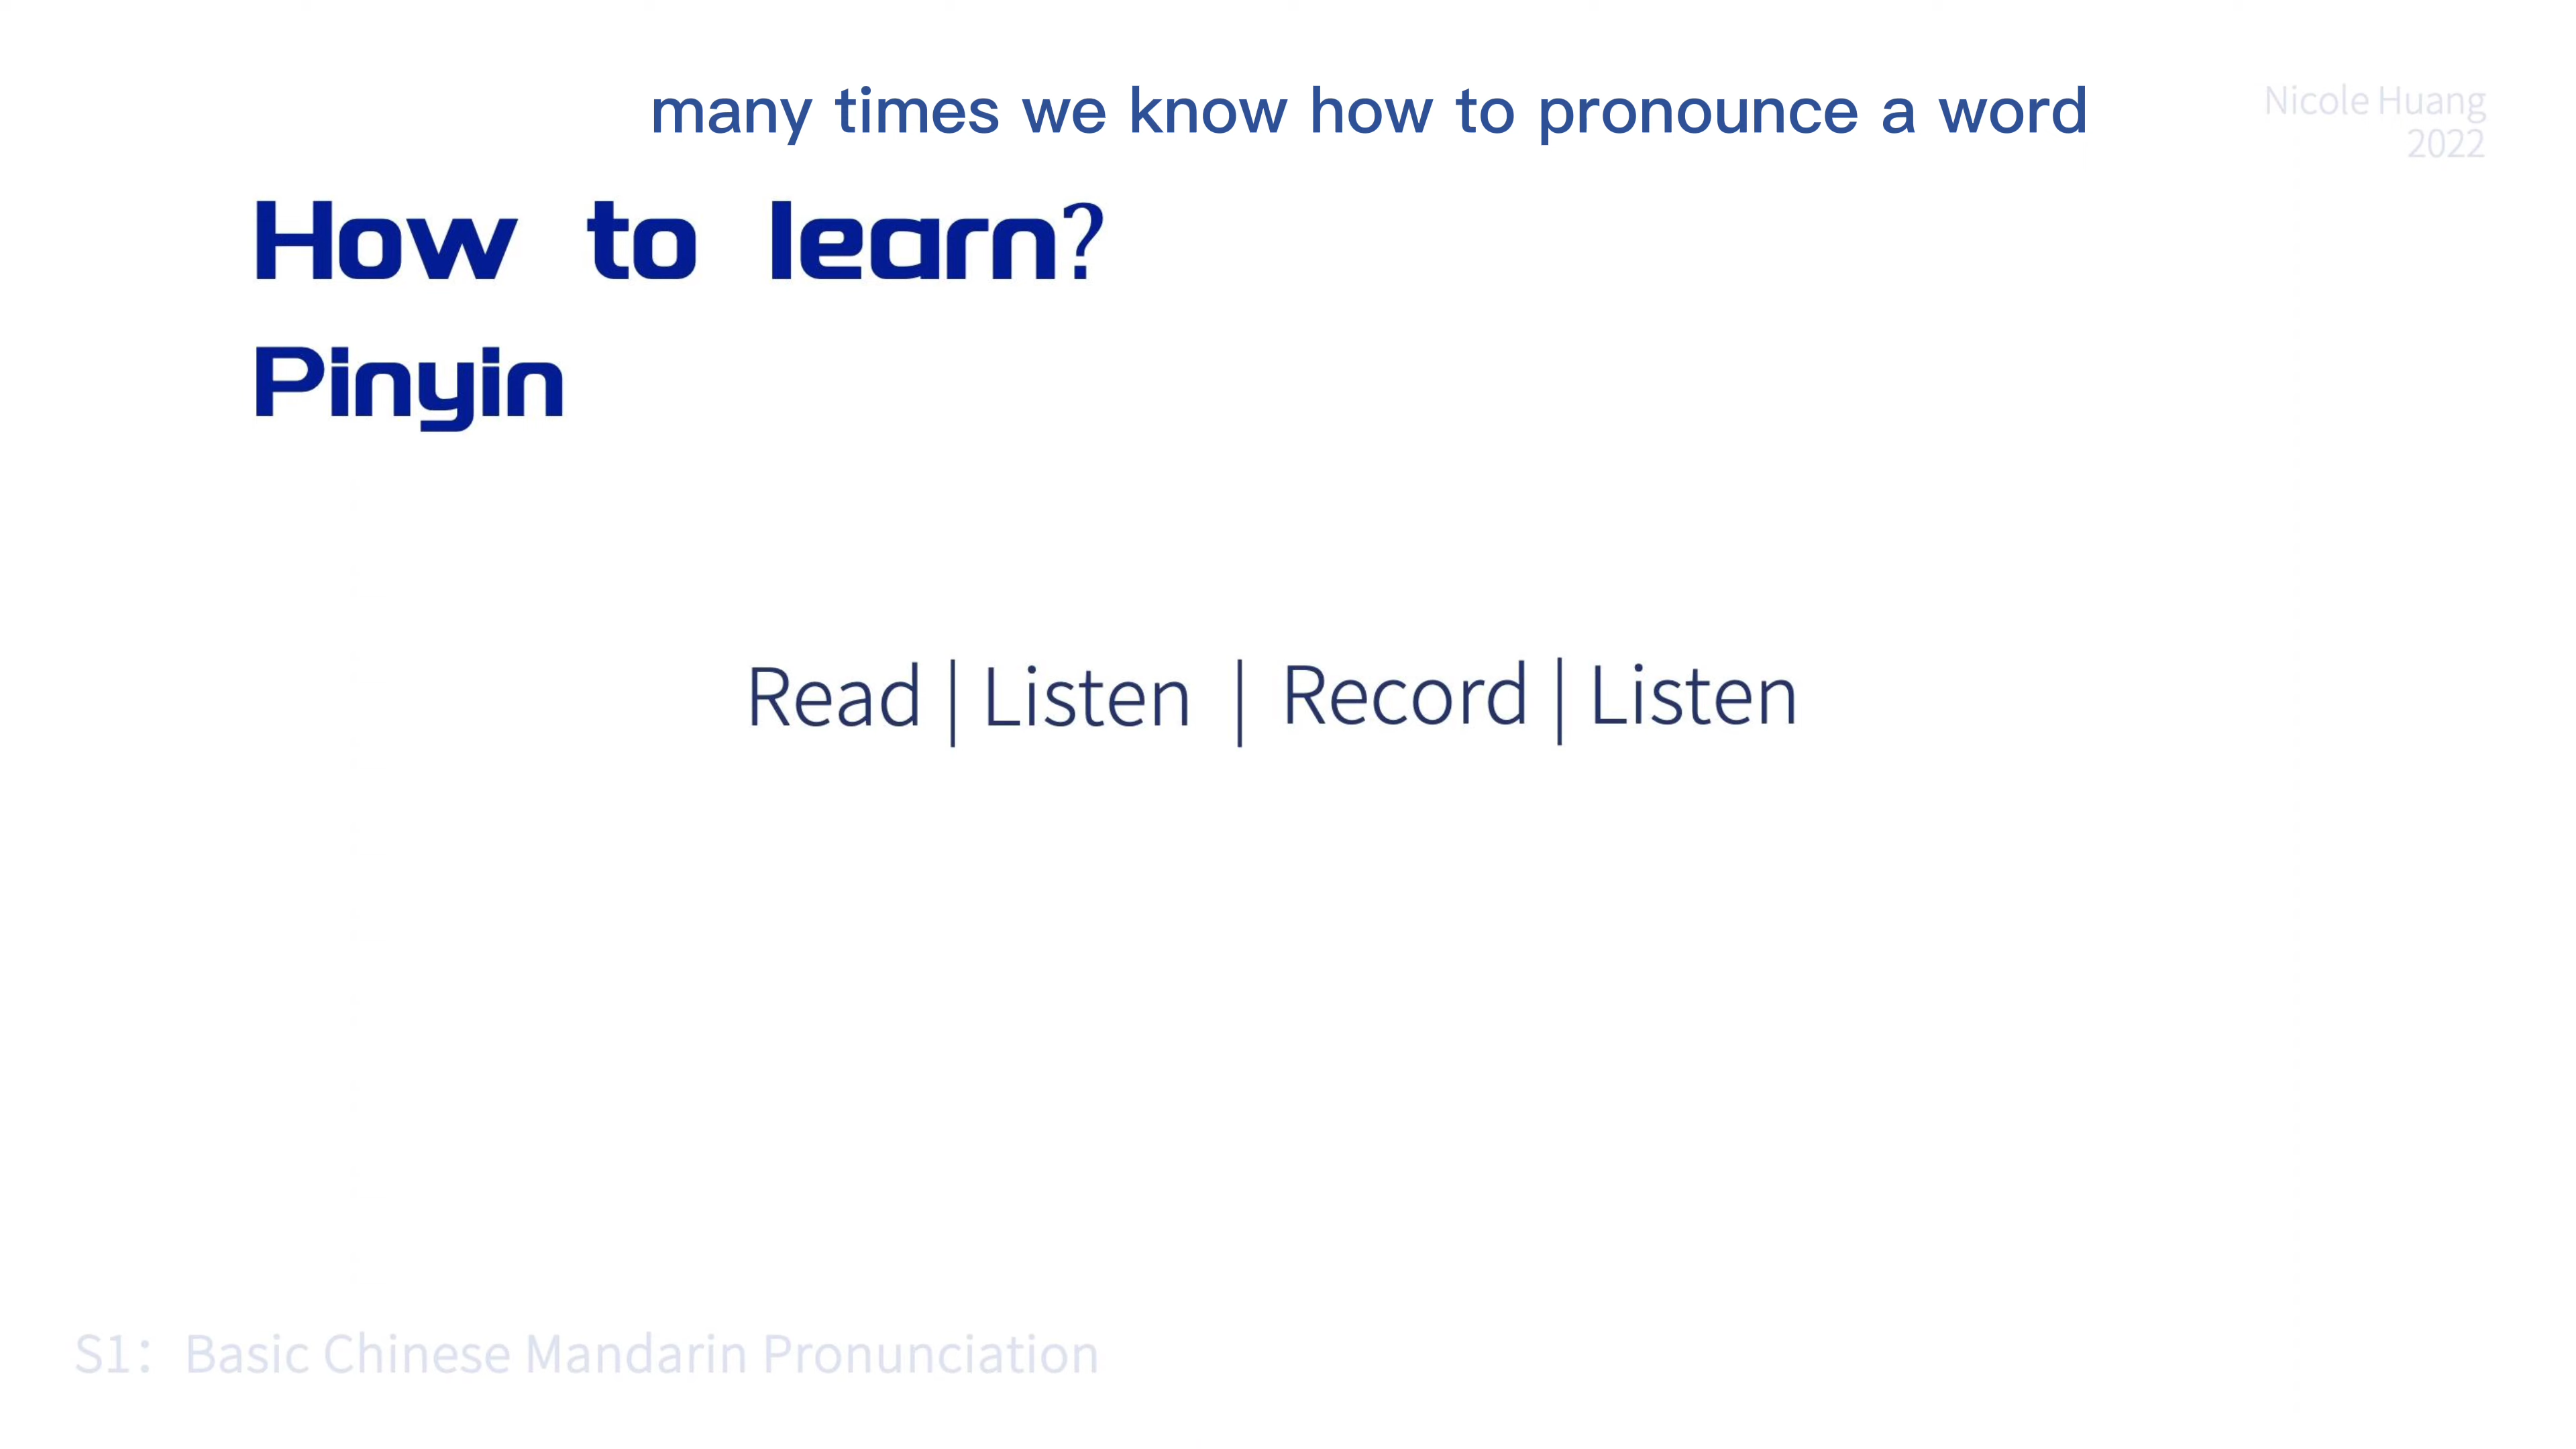 many times we know how to pronounce a word
Nicole Huang
2022
How to learn?
Pinyin
Read | Listen | Record | Listen
S1：Basic Chinese Mandarin Pronunciation